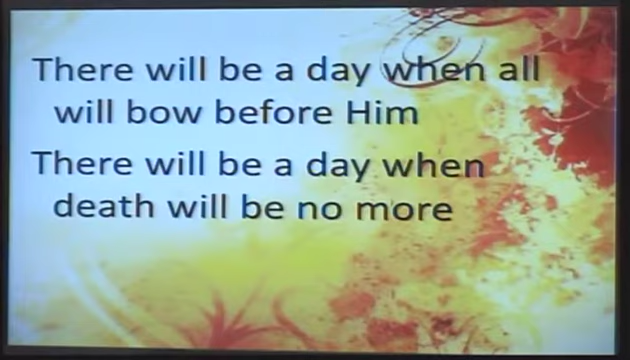 There will be a day when all
will bow before Him
There will be a day when
death will be no more